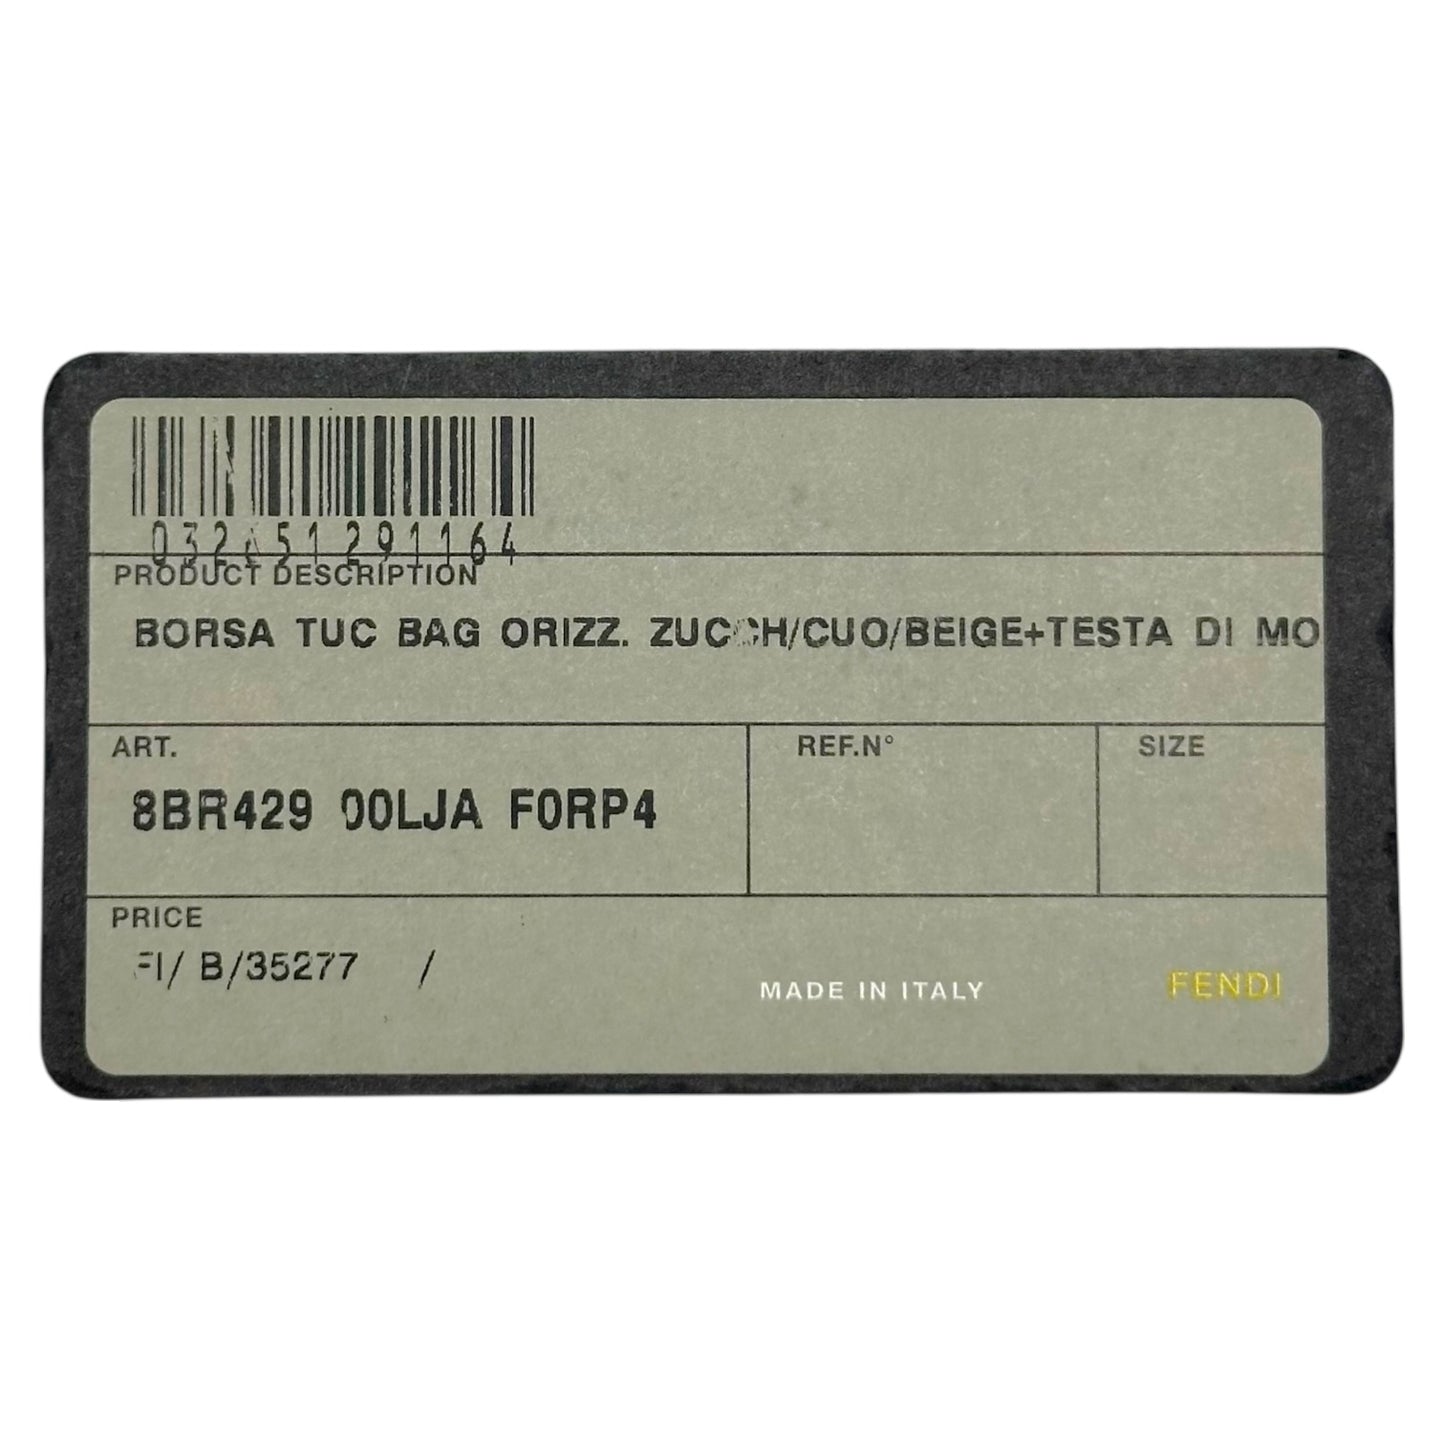 PRODUCT DESCRIPTION
BORSA TUC BAG ORIZZ. ZUCCH/CUO/BEIGE+TESTA DI MO
ART.
REF.N°
SIZE
8BR429 00LJA F0RP4
PRICE
FI/ B/35277 /
MADE IN ITALY
FENDI